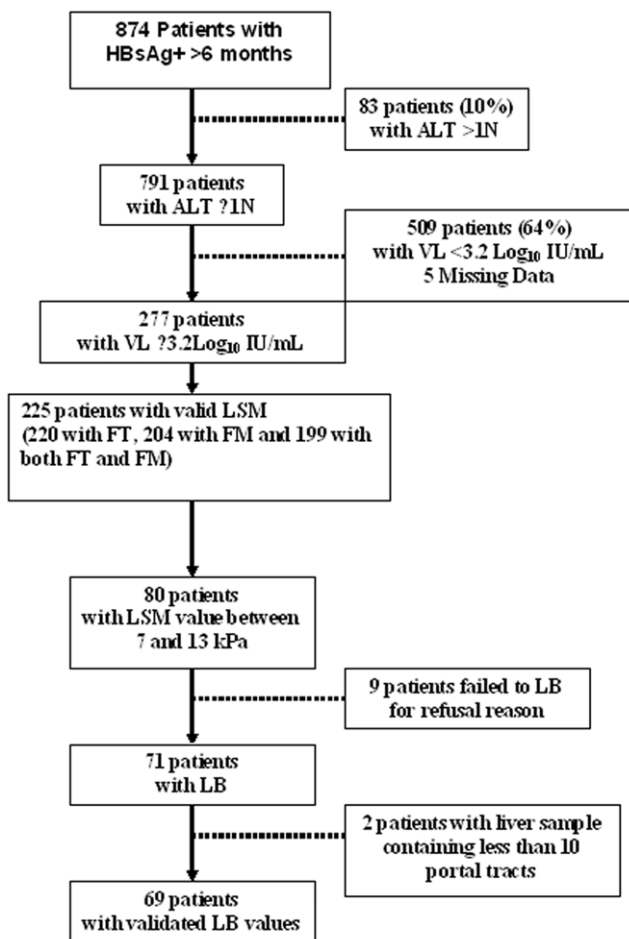 874 Patients with
HBsAg+ >6 months
83 patients (10%)
with ALT >1N
791 patients
with ALT ?1N
509 patients (64%)
with VL <3.2 Log₁₀ IU/mL
5 Missing Data
277 patients
with VL ?3.2Log₁₀ IU/mL
225 patients with valid LSM
(220 with FT, 204 with FM and 199 with
both FT and FM)
80 patients
with LSM value between
7 and 13 kPa
9 patients failed to LB
for refusal reason
71 patients
with LB
2 patients with liver sample
containing less than 10
portal tracts
69 patients
with validated LB values